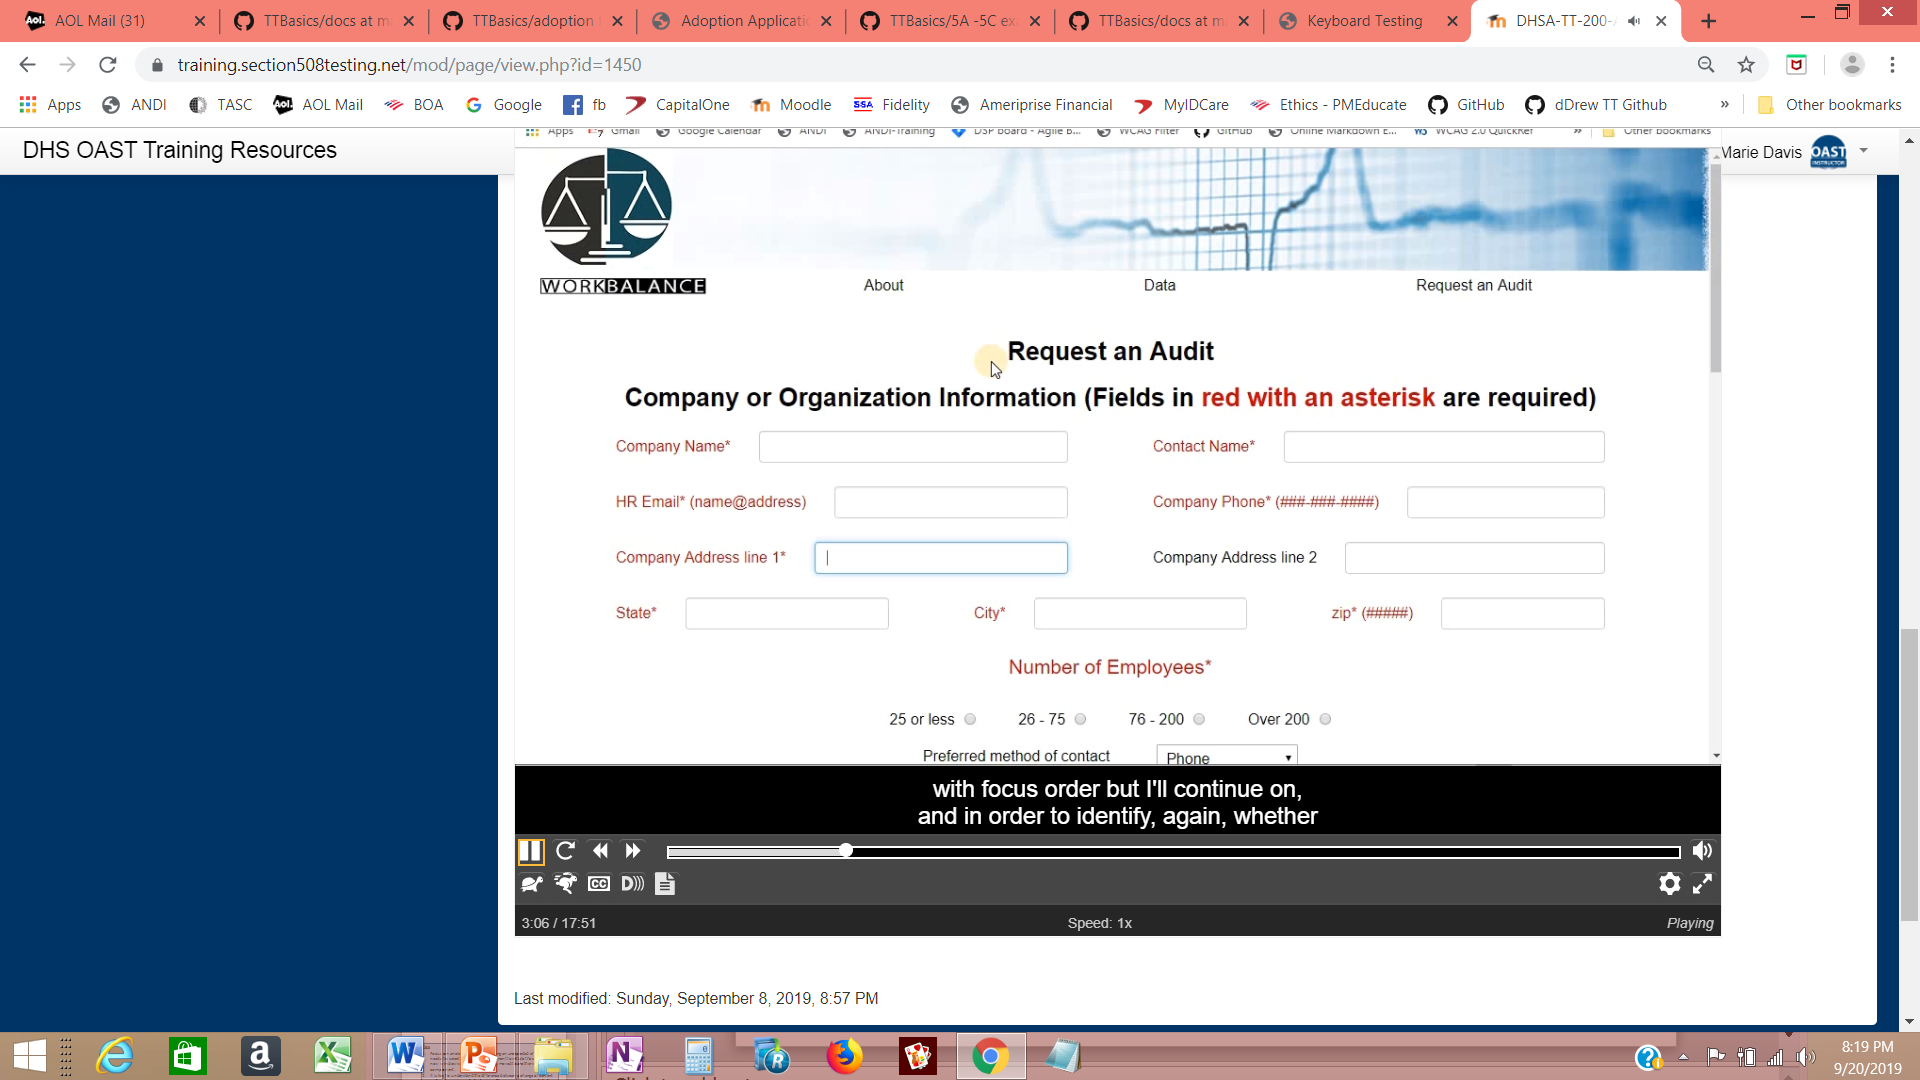 AOL Mail (31)
TTBasics/docs at m
TTBasics/adoption
Adoption Applicatio
TTBasics/5A -5C ex
TTBasics/docs at m
Keyboard Testing
DHSA-TT-200-
training.section508testing.net/mod/page/view.php?id=1450
Apps ANDI TASC AOL Mail BOA Google fb CapitalOne Moodle Fidelity Ameriprise Financial MyIDCare Ethics - PMEducate GitHub dDrew TT Github » Other bookmarks
Apps Gmail Google Calendar ANDI ANDI-Training DSP Board - Agile B... WCAG Filter GitHub Online Markdown E... WCAG 2.0 QuickRef » Other bookmarks
DHS OAST Training Resources
Marie Davis OAST INSTRUCTOR
WORKBALANCE
About Data Request an Audit
Request an Audit
Company or Organization Information (Fields in red with an asterisk are required)
Company Name* Contact Name*
HR Email* (name@address) Company Phone* (###-###-####)
Company Address line 1* Company Address line 2
State* City* zip* (#####)
Number of Employees*
25 or less 26 - 75 76 - 200 Over 200
Preferred method of contact Phone
with focus order but I'll continue on,
and in order to identify, again, whether
CC D)))
3:06 / 17:51 Speed: 1x Playing
Last modified: Sunday, September 8, 2019, 8:57 PM
8:19 PM
9/20/2019